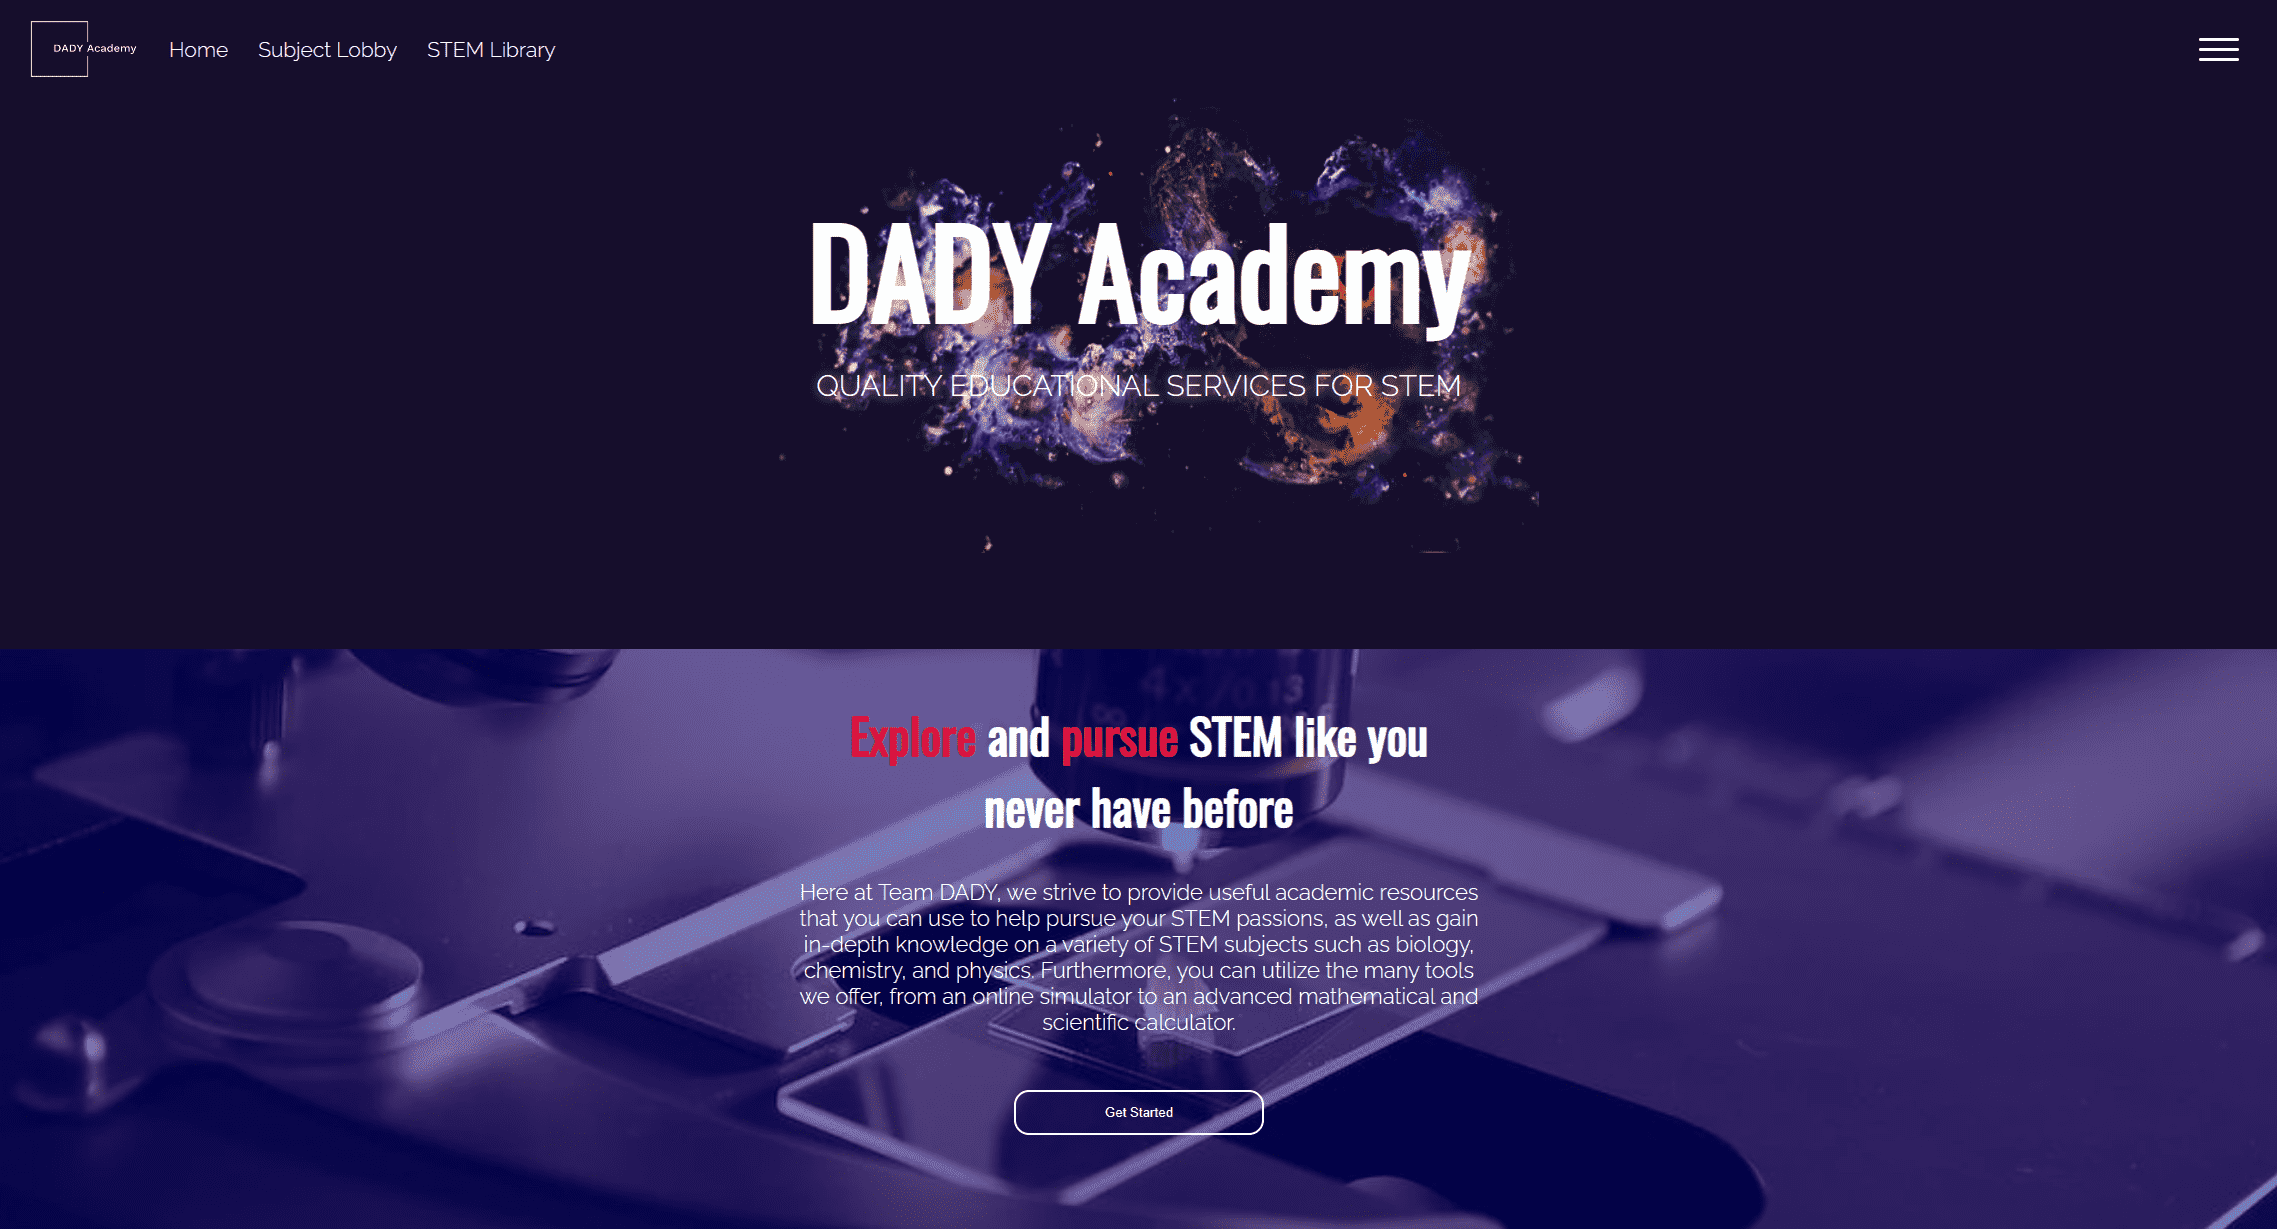 DADY Academy
Home
Subject Lobby
STEM Library
DADY Academy
QUALITY EDUCATIONAL SERVICES FOR STEM
Explore and pursue STEM like you
never have before
Here at Team DADY, we strive to provide useful academic resources
that you can use to help pursue your STEM passions, as well as gain
in-depth knowledge on a variety of STEM subjects such as biology,
chemistry, and physics. Furthermore, you can utilize the many tools
we offer, from an online simulator to an advanced mathematical and
scientific calculator.
Get Started